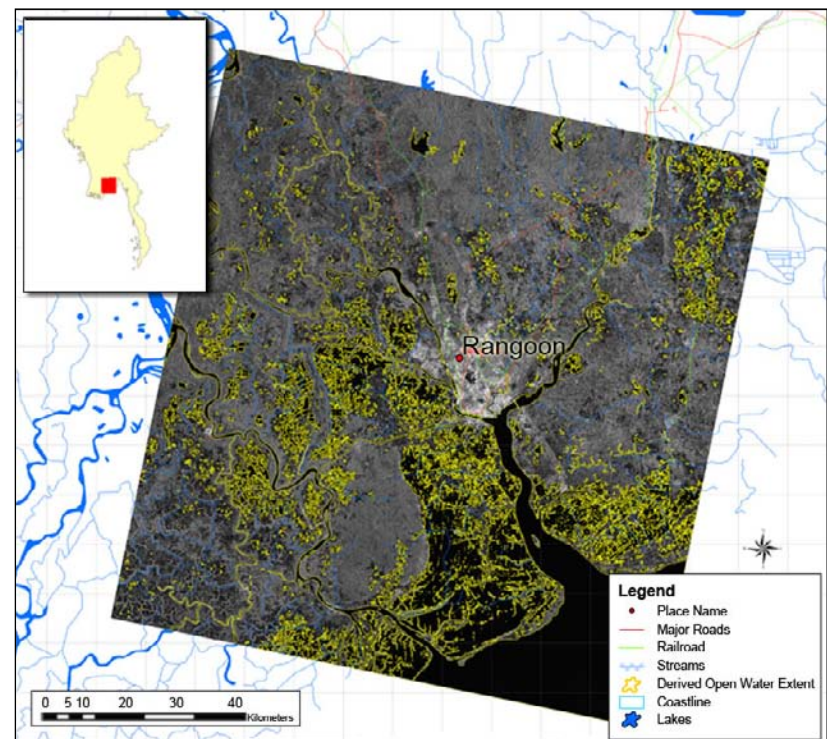 Rangoon
Legend
Place Name
Major Roads
Railroad
Streams
Derived Open Water Extent
Coastline
Lakes
0 5 10 20 30 40
Kilometers